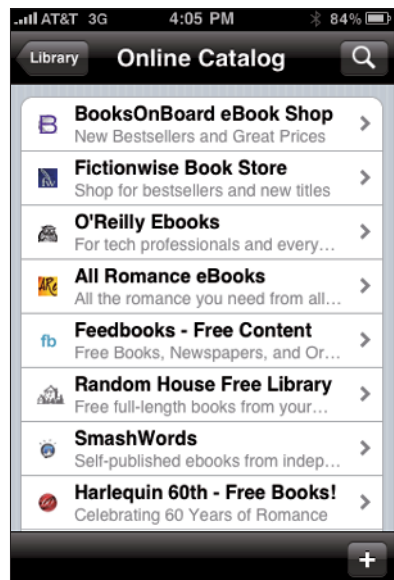 AT&T 3G 4:05 PM 84%
Library Online Catalog
BooksOnBoard eBook Shop
New Bestsellers and Great Prices
Fictionwise Book Store
Shop for bestsellers and new titles
O'Reilly Ebooks
For tech professionals and every...
All Romance eBooks
All the romance you need from all...
Feedbooks - Free Content
Free Books, Newspapers, and Or...
Random House Free Library
Free full-length books from your...
SmashWords
Self-published ebooks from indep...
Harlequin 60th - Free Books!
Celebrating 60 Years of Romance
B
fw
ARe
fb
60
+